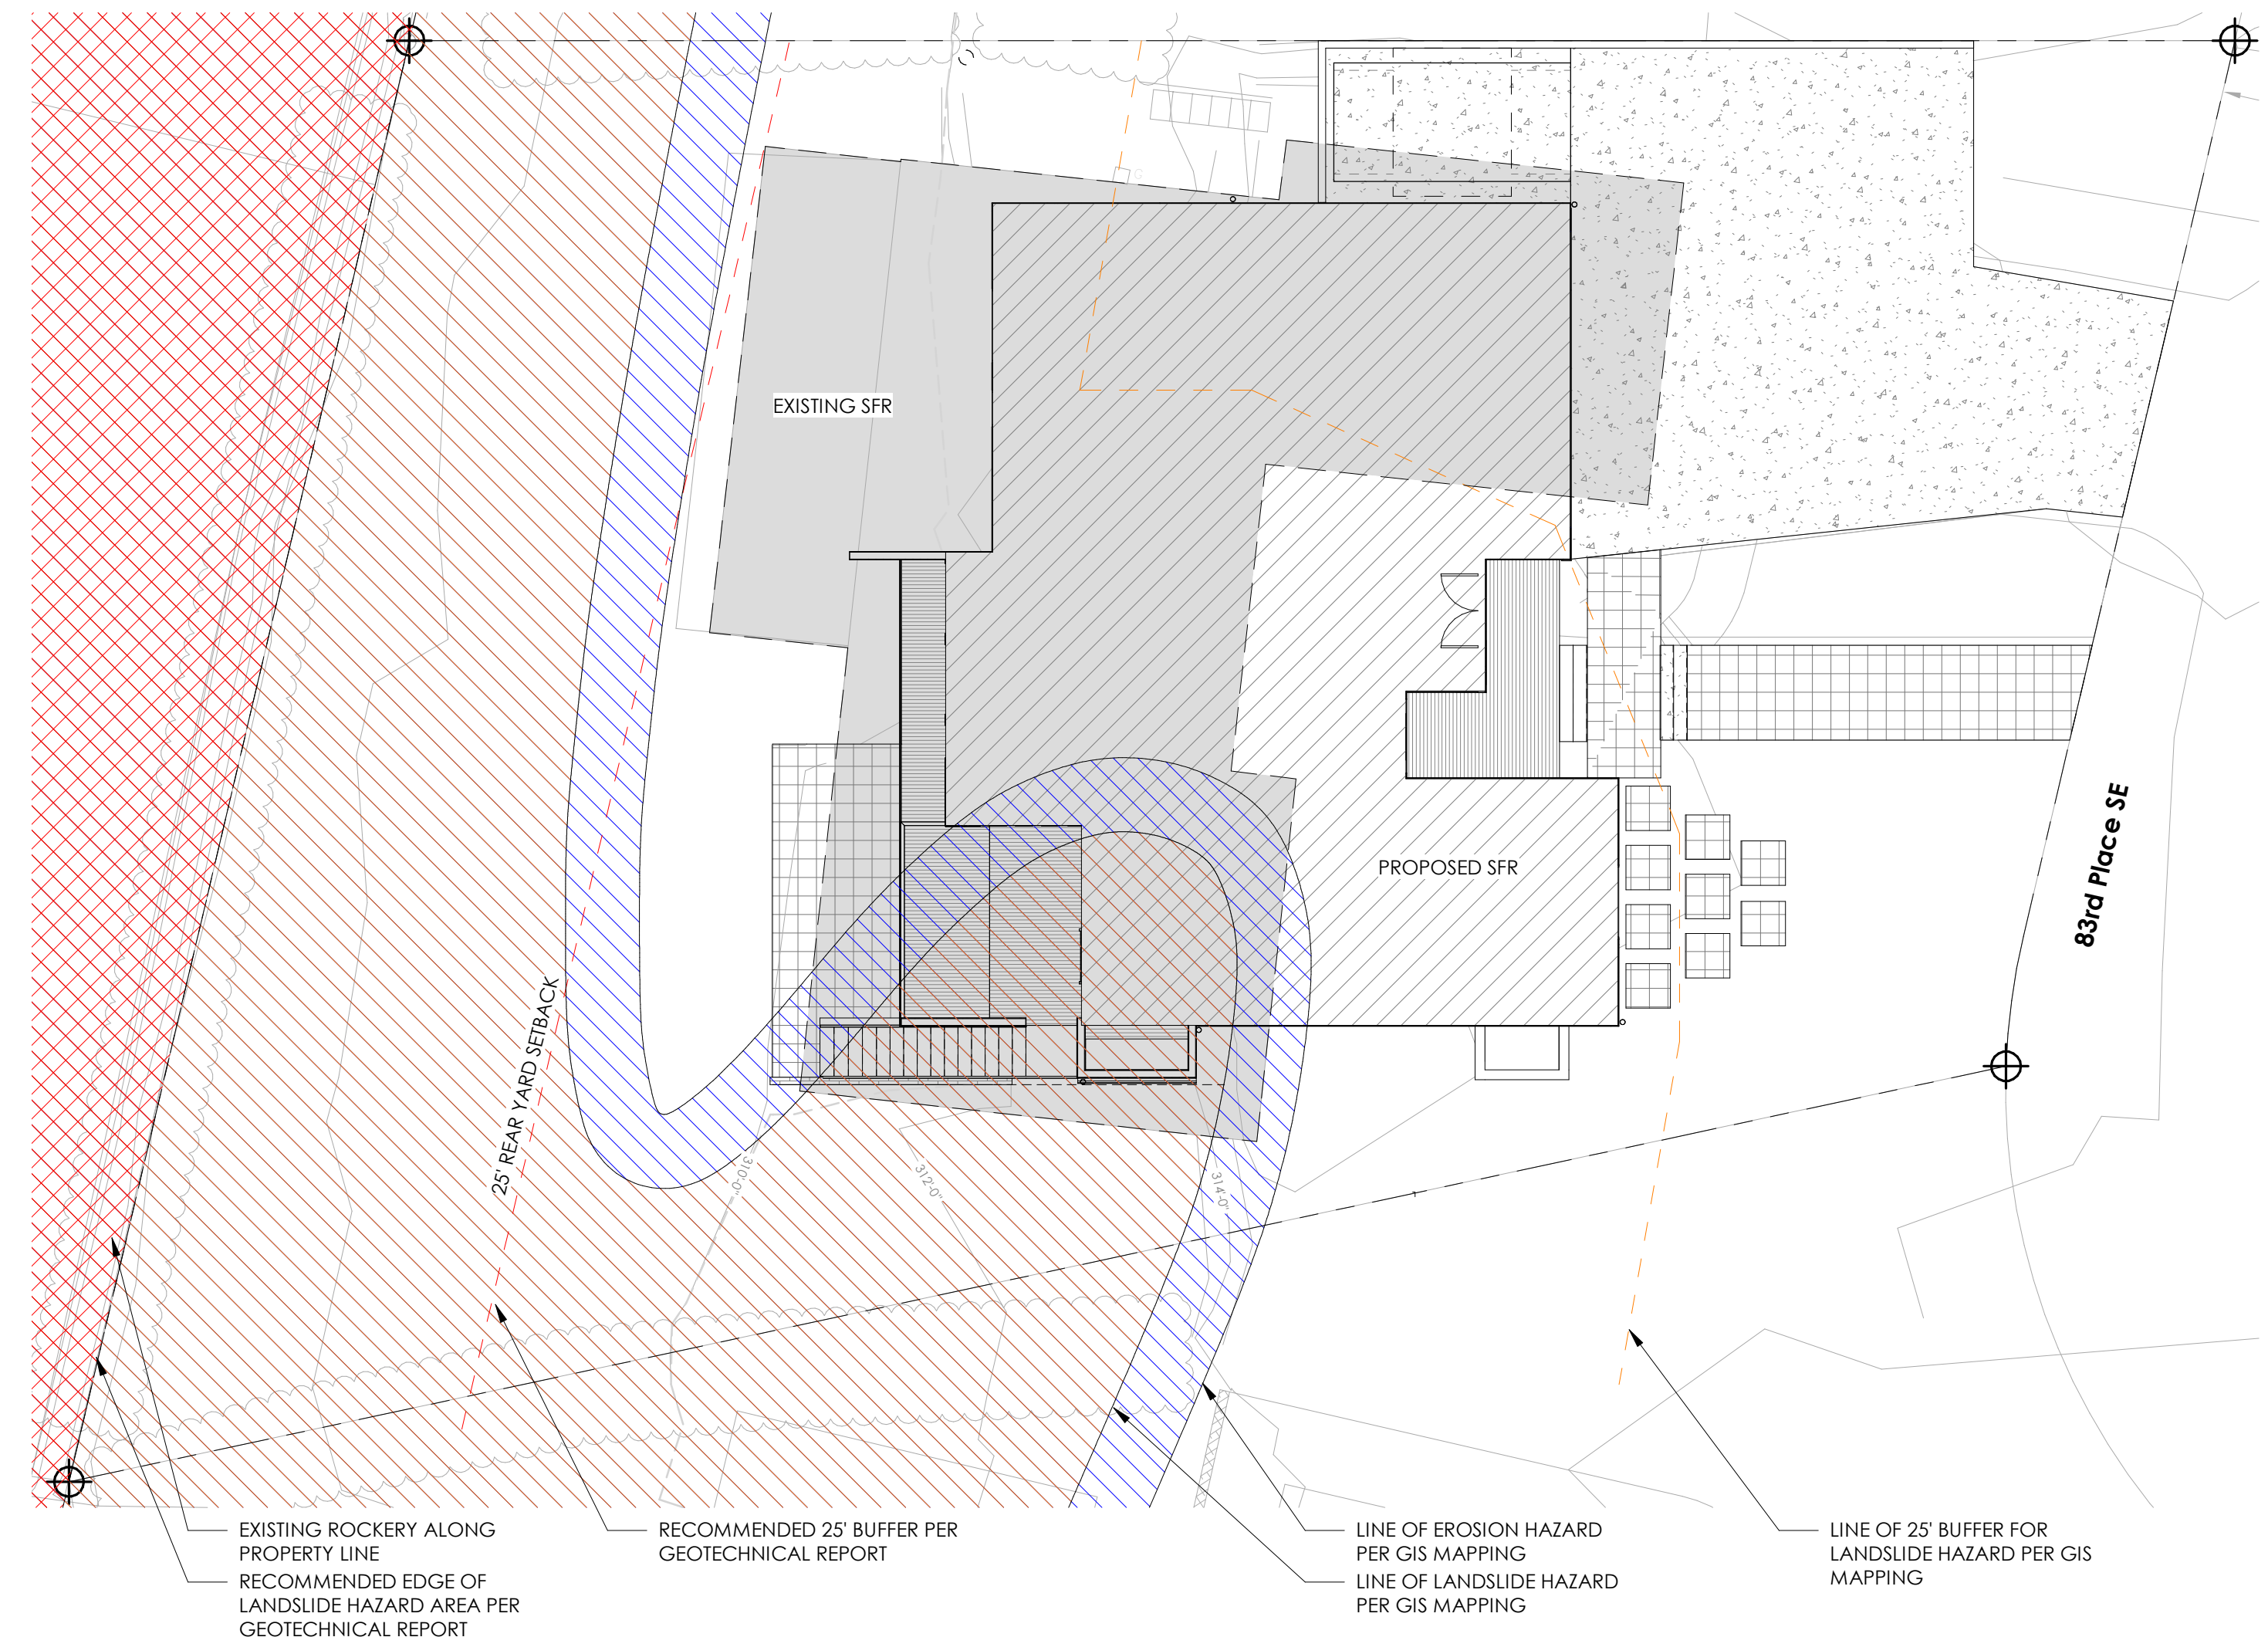 G
EXISTING SFR
PROPOSED SFR
83rd Place SE
25' REAR YARD SETBACK
310'-0"
312'-0"
314'-0"
EXISTING ROCKERY ALONG
PROPERTY LINE
RECOMMENDED EDGE OF
LANDSLIDE HAZARD AREA PER
GEOTECHNICAL REPORT
RECOMMENDED 25' BUFFER PER
GEOTECHNICAL REPORT
LINE OF EROSION HAZARD
PER GIS MAPPING
LINE OF LANDSLIDE HAZARD
PER GIS MAPPING
LINE OF 25' BUFFER FOR
LANDSLIDE HAZARD PER GIS
MAPPING